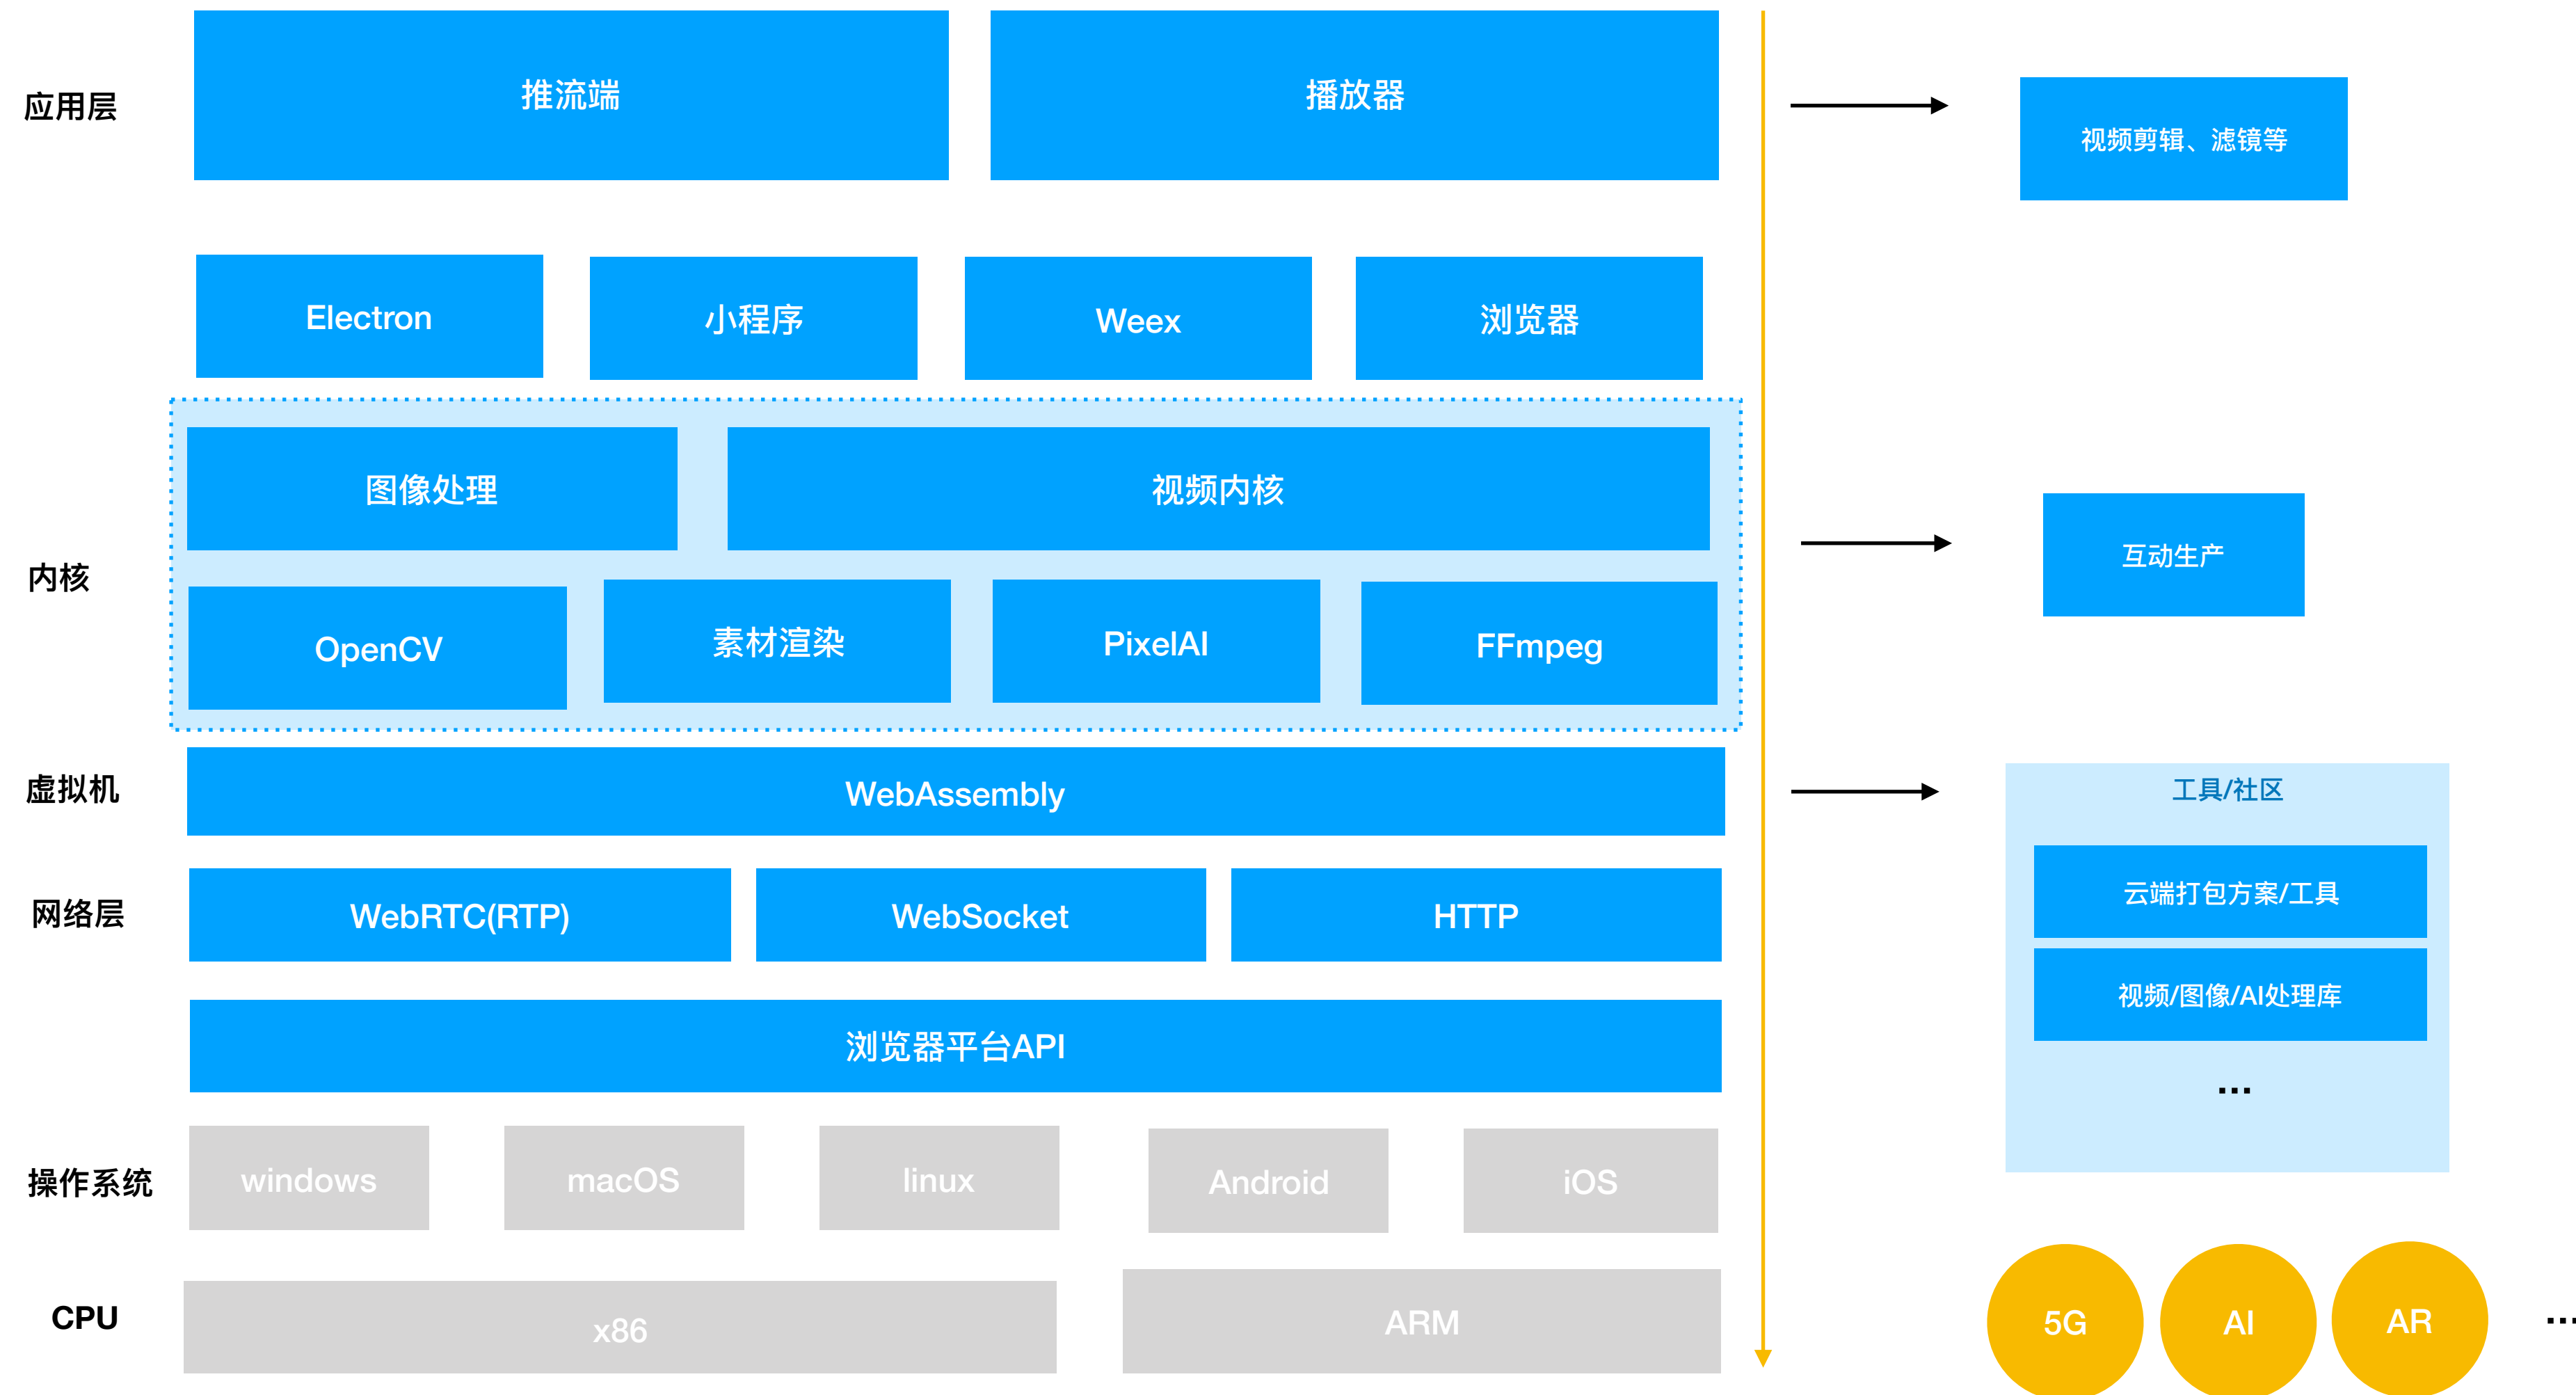 应用层
推流端
播放器
视频剪辑、滤镜等
Electron
小程序
Weex
浏览器
内核
图像处理
视频内核
互动生产
OpenCV
素材渲染
PixelAI
FFmpeg
虚拟机
WebAssembly
工具/社区
云端打包方案/工具
视频/图像/AI处理库
...
网络层
WebRTC(RTP)
WebSocket
HTTP
浏览器平台API
操作系统
windows
macOS
linux
Android
iOS
CPU
x86
ARM
5G
AI
AR
...